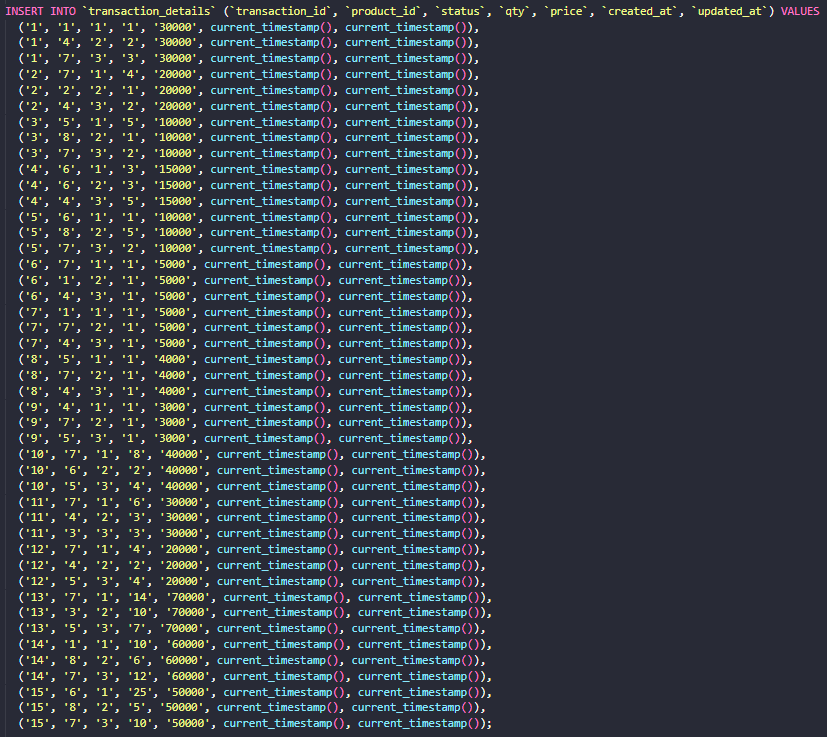 INSERT INTO `transaction_details` (`transaction_id`, `product_id`, `status`, `qty`, `price`, `created_at`, `updated_at`) VALUES
('1', '1', '1', '1', '30000', current_timestamp(), current_timestamp()),
('1', '4', '2', '2', '30000', current_timestamp(), current_timestamp()),
('1', '7', '3', '3', '30000', current_timestamp(), current_timestamp()),
('2', '7', '1', '4', '20000', current_timestamp(), current_timestamp()),
('2', '2', '2', '1', '20000', current_timestamp(), current_timestamp()),
('2', '4', '3', '2', '20000', current_timestamp(), current_timestamp()),
('3', '5', '1', '5', '10000', current_timestamp(), current_timestamp()),
('3', '8', '2', '1', '10000', current_timestamp(), current_timestamp()),
('3', '7', '3', '2', '10000', current_timestamp(), current_timestamp()),
('4', '6', '1', '3', '15000', current_timestamp(), current_timestamp()),
('4', '6', '2', '3', '15000', current_timestamp(), current_timestamp()),
('4', '4', '3', '5', '15000', current_timestamp(), current_timestamp()),
('5', '6', '1', '1', '10000', current_timestamp(), current_timestamp()),
('5', '8', '2', '5', '10000', current_timestamp(), current_timestamp()),
('5', '7', '3', '2', '10000', current_timestamp(), current_timestamp()),
('6', '7', '1', '1', '5000', current_timestamp(), current_timestamp()),
('6', '1', '2', '1', '5000', current_timestamp(), current_timestamp()),
('6', '4', '3', '1', '5000', current_timestamp(), current_timestamp()),
('7', '1', '1', '1', '5000', current_timestamp(), current_timestamp()),
('7', '7', '2', '1', '5000', current_timestamp(), current_timestamp()),
('7', '4', '3', '1', '5000', current_timestamp(), current_timestamp()),
('8', '5', '1', '1', '4000', current_timestamp(), current_timestamp()),
('8', '7', '2', '1', '4000', current_timestamp(), current_timestamp()),
('8', '4', '3', '1', '4000', current_timestamp(), current_timestamp()),
('9', '4', '1', '1', '3000', current_timestamp(), current_timestamp()),
('9', '7', '2', '1', '3000', current_timestamp(), current_timestamp()),
('9', '5', '3', '1', '3000', current_timestamp(), current_timestamp()),
('10', '7', '1', '8', '40000', current_timestamp(), current_timestamp()),
('10', '6', '2', '2', '40000', current_timestamp(), current_timestamp()),
('10', '5', '3', '4', '40000', current_timestamp(), current_timestamp()),
('11', '7', '1', '6', '30000', current_timestamp(), current_timestamp()),
('11', '4', '2', '3', '30000', current_timestamp(), current_timestamp()),
('11', '3', '3', '3', '30000', current_timestamp(), current_timestamp()),
('12', '7', '1', '4', '20000', current_timestamp(), current_timestamp()),
('12', '4', '2', '2', '20000', current_timestamp(), current_timestamp()),
('12', '5', '3', '4', '20000', current_timestamp(), current_timestamp()),
('13', '7', '1', '14', '70000', current_timestamp(), current_timestamp()),
('13', '3', '2', '10', '70000', current_timestamp(), current_timestamp()),
('13', '5', '3', '7', '70000', current_timestamp(), current_timestamp()),
('14', '1', '1', '10', '60000', current_timestamp(), current_timestamp()),
('14', '8', '2', '6', '60000', current_timestamp(), current_timestamp()),
('14', '7', '3', '12', '60000', current_timestamp(), current_timestamp()),
('15', '6', '1', '25', '50000', current_timestamp(), current_timestamp()),
('15', '8', '2', '5', '50000', current_timestamp(), current_timestamp()),
('15', '7', '3', '10', '50000', current_timestamp(), current_timestamp());